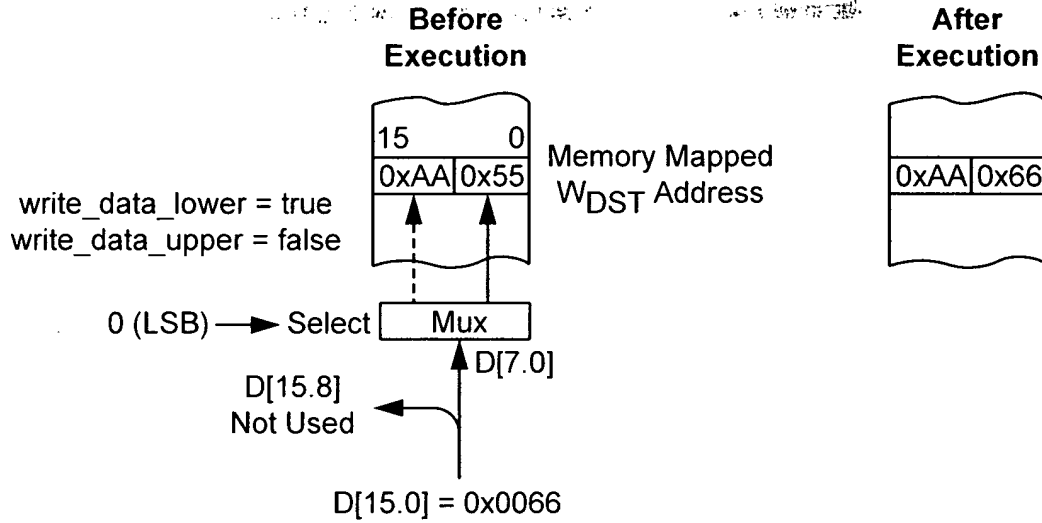 Before
Execution
After
Execution
15 0
0xAA 0x55
Memory Mapped
WDST Address
0xAA 0x66
write_data_lower = true
write_data_upper = false
0 (LSB) Select Mux
D[7.0]
D[15.8]
Not Used
D[15.0] = 0x0066